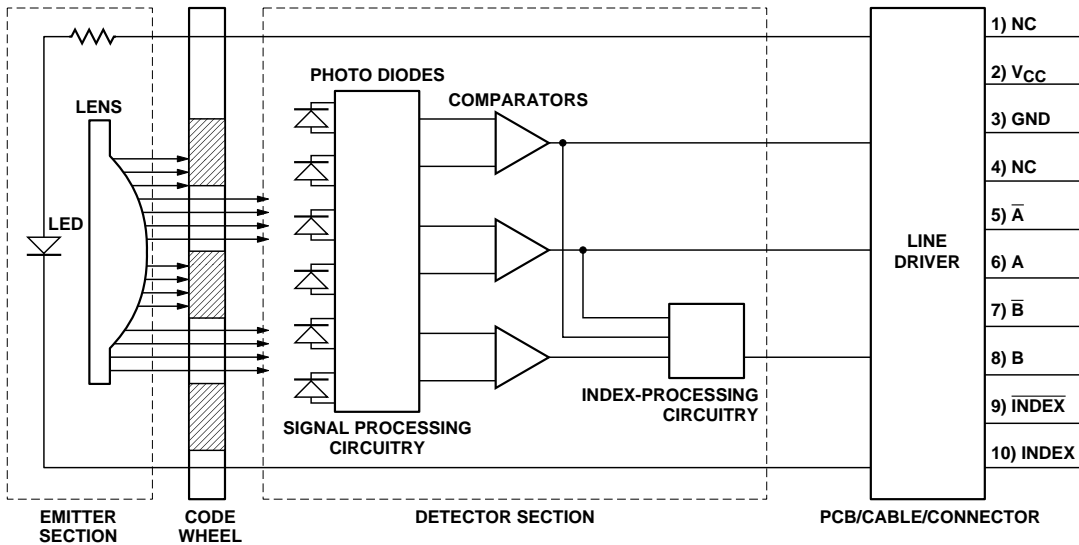 1) NC
PHOTO DIODES
2) VCC
COMPARATORS
LENS
3) GND
4) NC
5) A̅
LED
LINE
DRIVER
6) A
7) B̅
8) B
INDEX-PROCESSING
CIRCUITRY
9) I̅N̅D̅E̅X̅
SIGNAL PROCESSING
CIRCUITRY
10) INDEX
EMITTER
SECTION
CODE
WHEEL
DETECTOR SECTION
PCB/CABLE/CONNECTOR